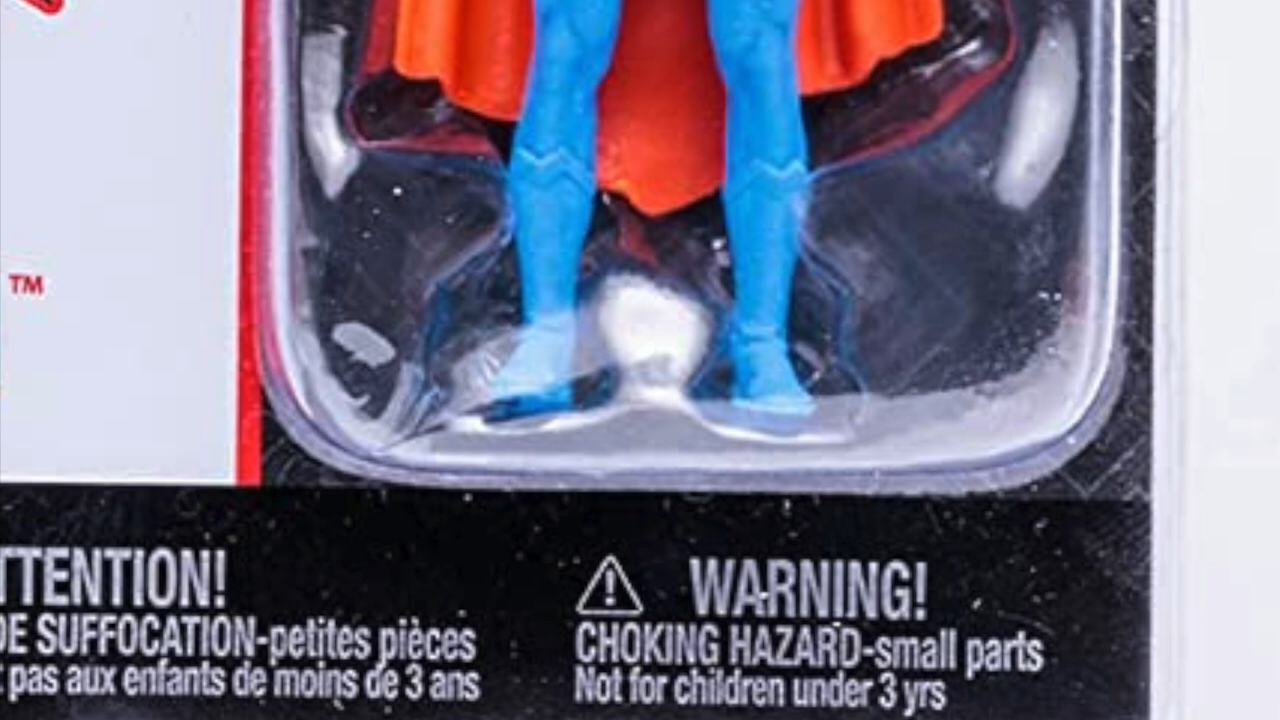 TM
TTENTION!
DE SUFFOCATION-petites pièces
pas aux enfants de moins de 3 ans
WARNING!
CHOKING HAZARD-small parts
Not for children under 3 yrs